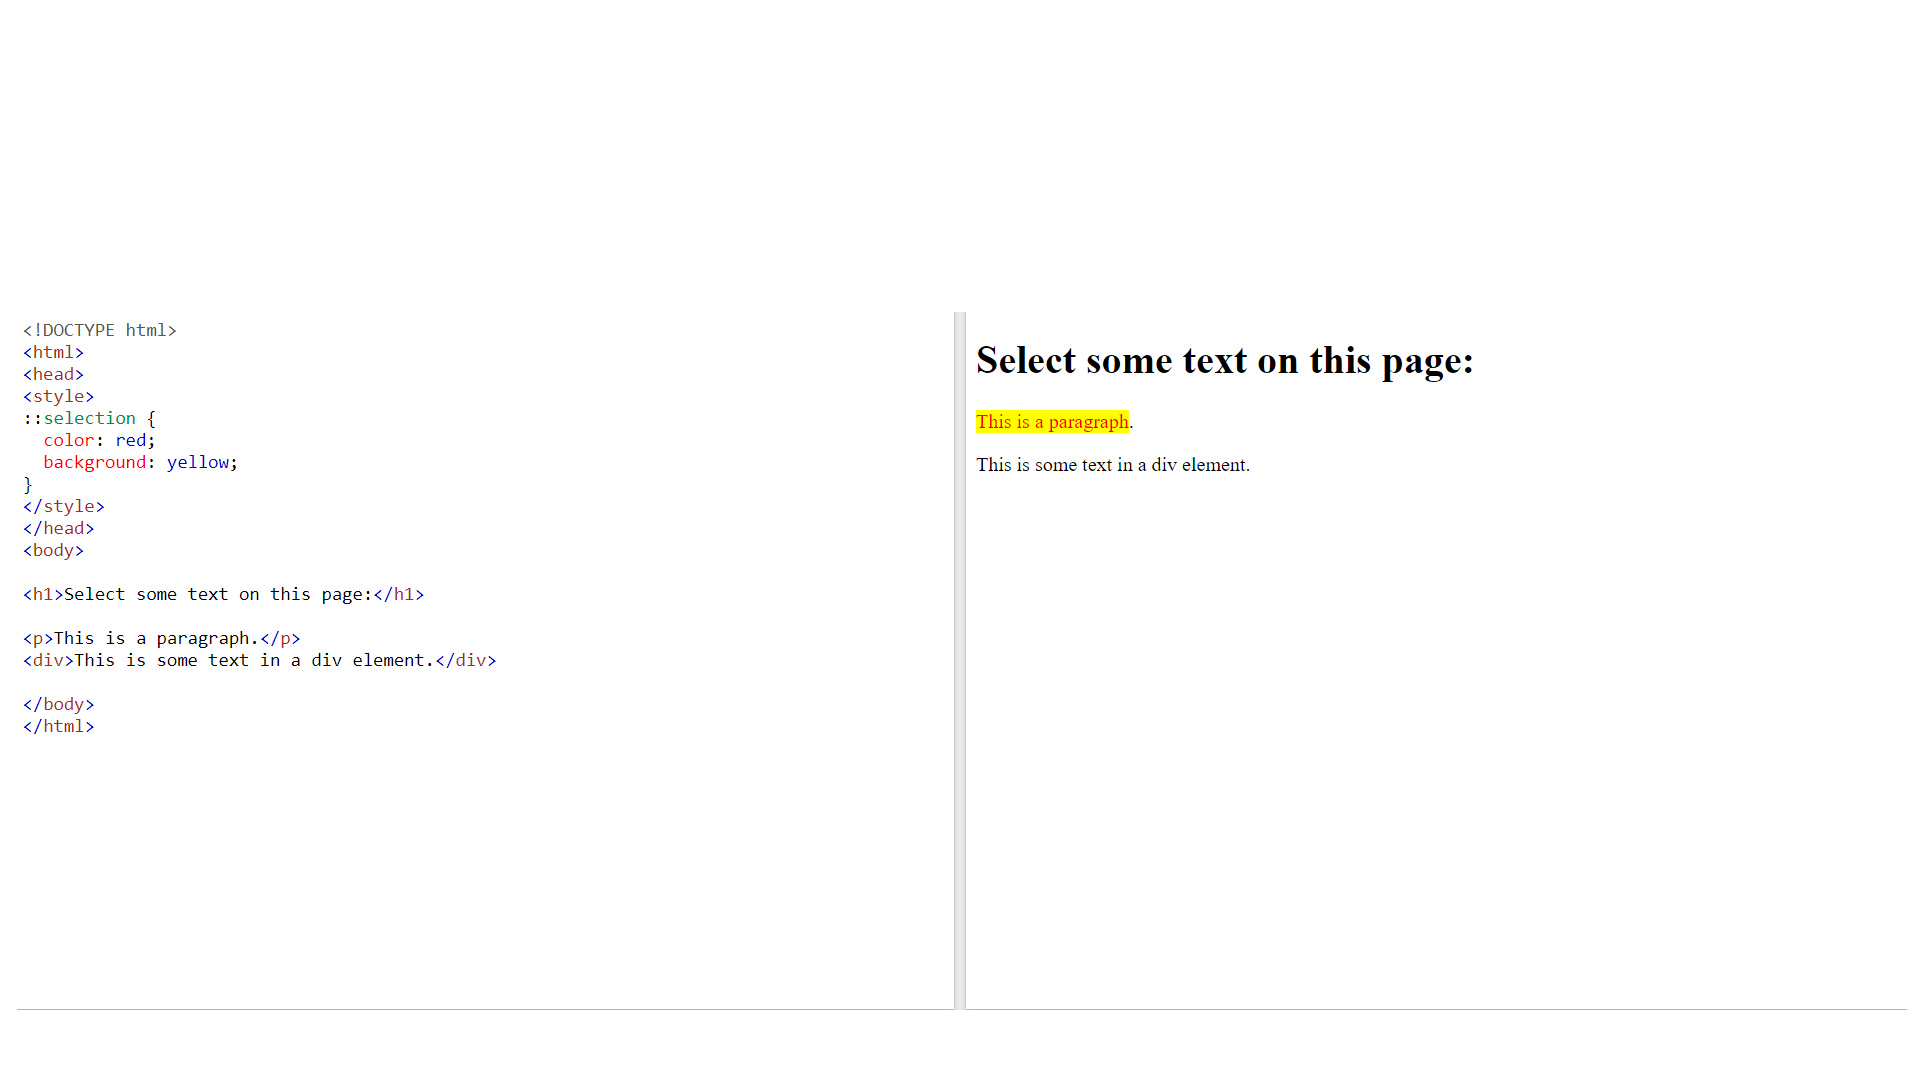 <!DOCTYPE html>
<html>
<head>
<style>
::selection {
  color: red;
  background: yellow;
}
</style>
</head>
<body>

<h1>Select some text on this page:</h1>

<p>This is a paragraph.</p>
<div>This is some text in a div element.</div>

</body>
</html>
Select some text on this page:
This is a paragraph.
This is some text in a div element.